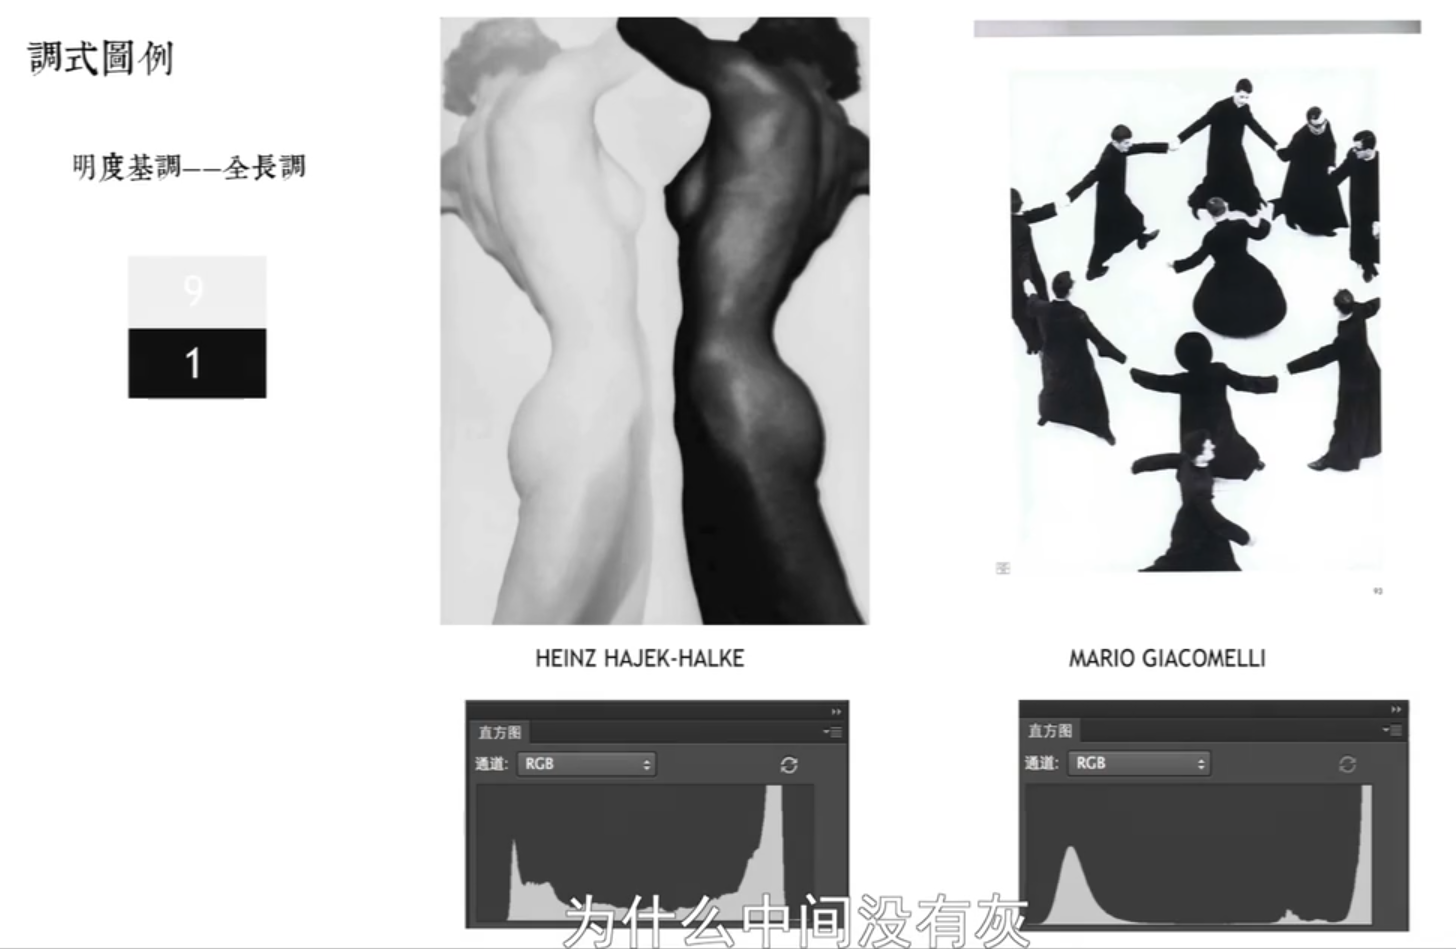 調式圖例
明度基調——全長調
9
1
HEINZ HAJEK-HALKE
MARIO GIACOMELLI
93
直方图
通道: RGB
直方图
通道: RGB
为什么中间没有灰